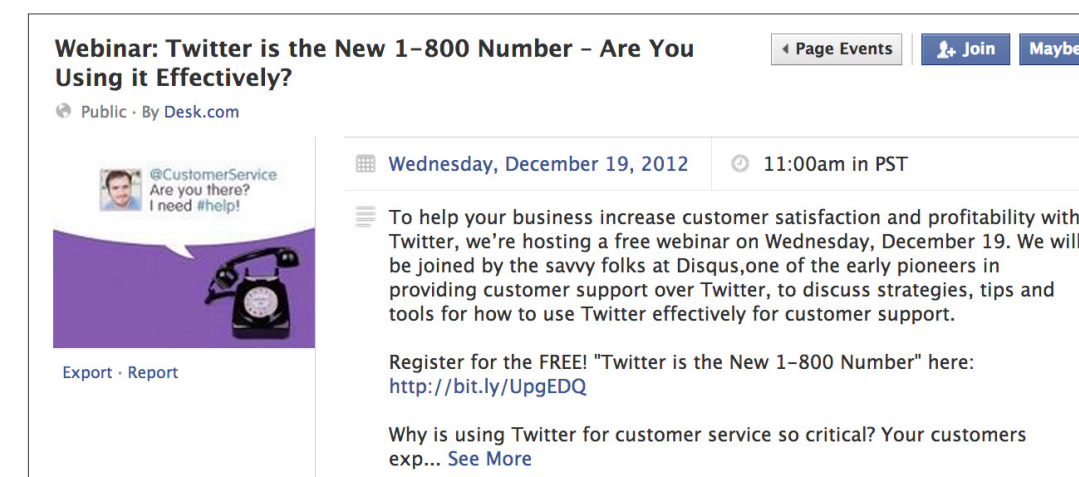 Webinar: Twitter is the New 1-800 Number – Are You
Using it Effectively?
Page Events
Join
Maybe
Public · By Desk.com
@CustomerService
Are you there?
I need #help!
Export · Report
Wednesday, December 19, 2012
11:00am in PST
To help your business increase customer satisfaction and profitability with
Twitter, we’re hosting a free webinar on Wednesday, December 19. We will
be joined by the savvy folks at Disqus,one of the early pioneers in
providing customer support over Twitter, to discuss strategies, tips and
tools for how to use Twitter effectively for customer support.
Register for the FREE! "Twitter is the New 1-800 Number" here:
http://bit.ly/UpgEDQ
Why is using Twitter for customer service so critical? Your customers
exp... See More